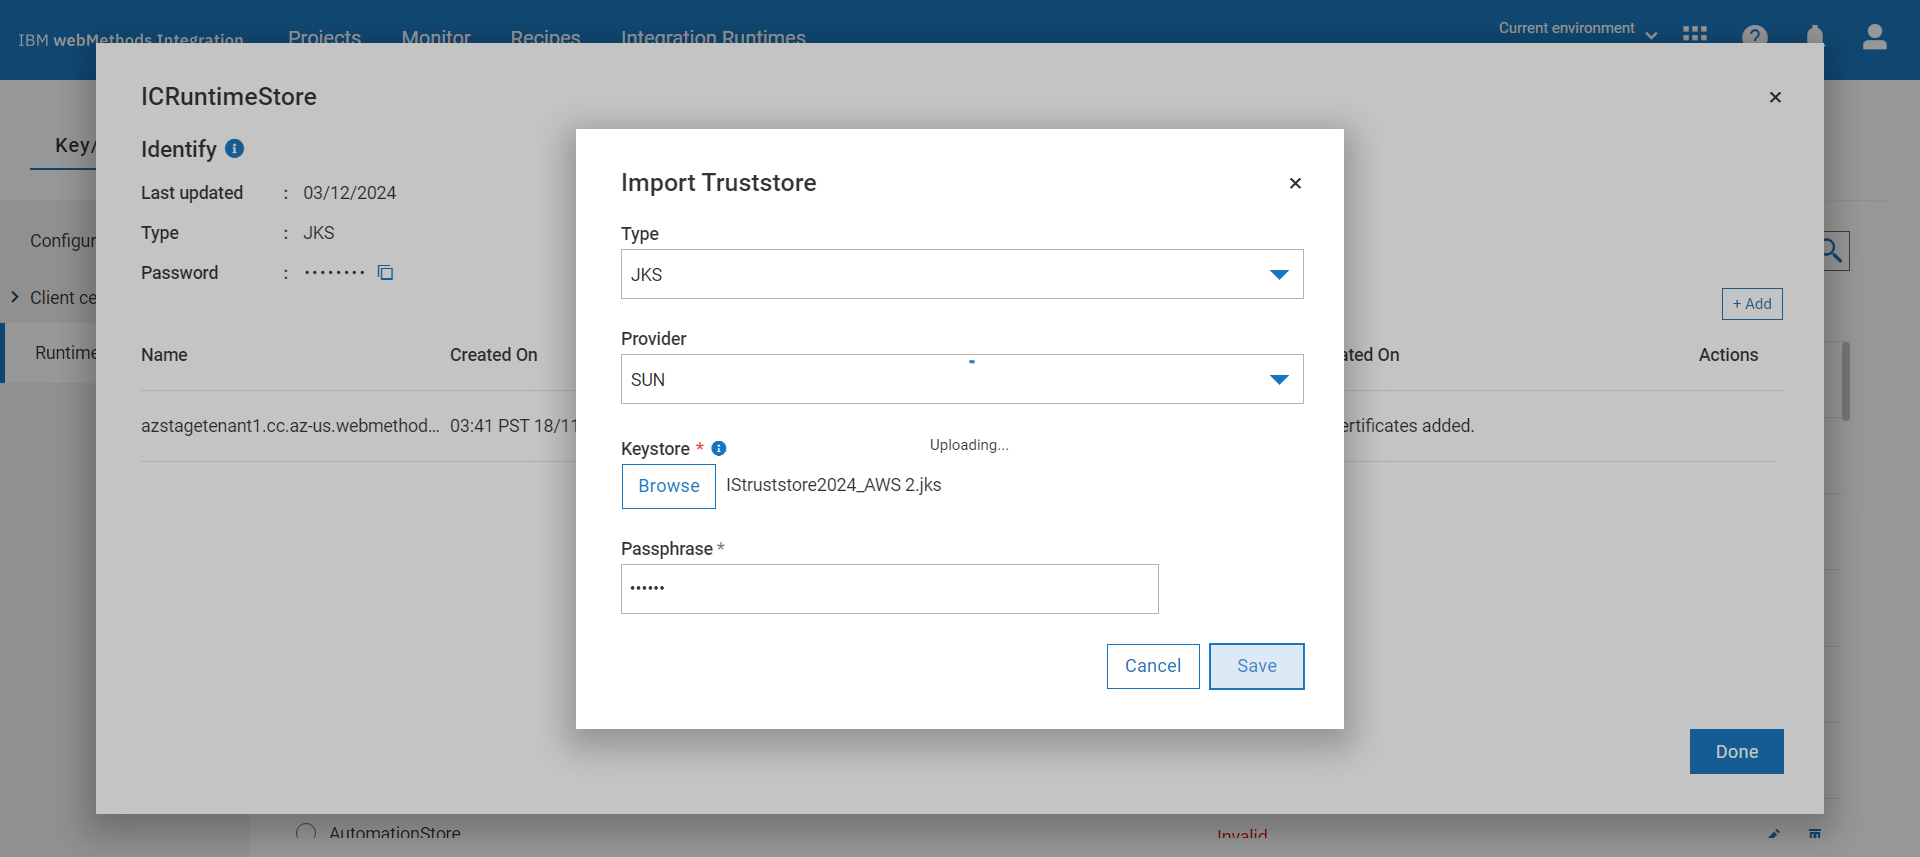 IBM webMethods Integration
Projects
Monitor
Recipes
Integration Runtimes
Current environment
ICRuntimeStore
Key/
Identify
Last updated : 03/12/2024
Type : JKS
Password : ••••••••
Configur
Client ce
Runtime
+ Add
Name
Created On
ated On
Actions
azstagetenant1.cc.az-us.webmethod...
03:41 PST 18/11
ertificates added.
Import Truststore
Type
JKS
Provider
SUN
Keystore *
Uploading...
Browse
IStruststore2024_AWS 2.jks
Passphrase *
••••••
Cancel
Save
Done
AutomationStore
Invalid